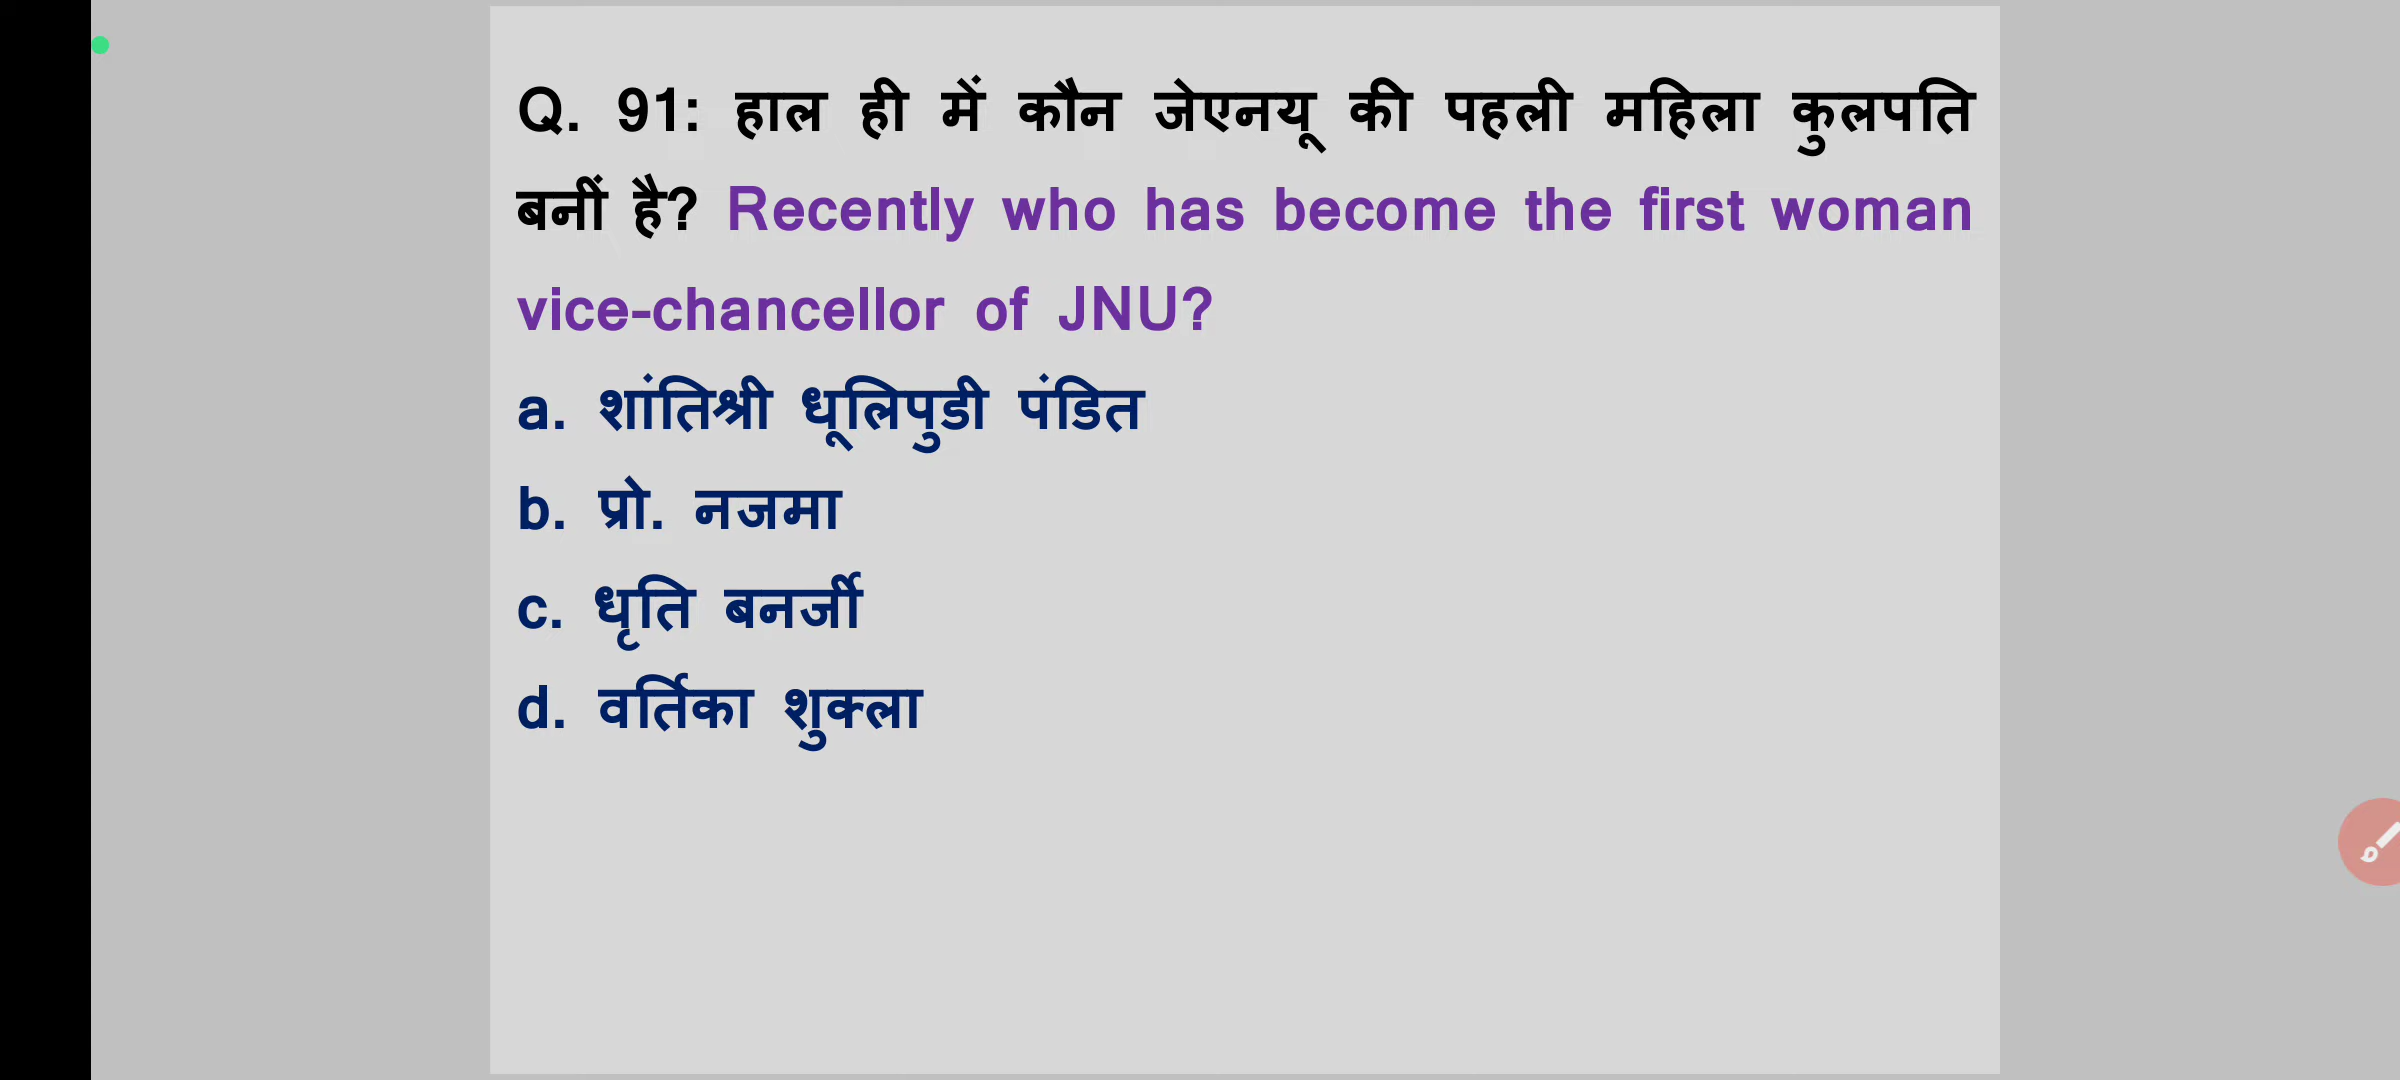 Q. 91: हाल ही में कौन जेएनयू की पहली महिला कुलपति
बनीं है? Recently who has become the first woman
vice-chancellor of JNU?
a. शांतिश्री धूलिपुडी पंडित
b. प्रो. नजमा
c. धृति बनर्जी
d. वर्तिका शुक्ला